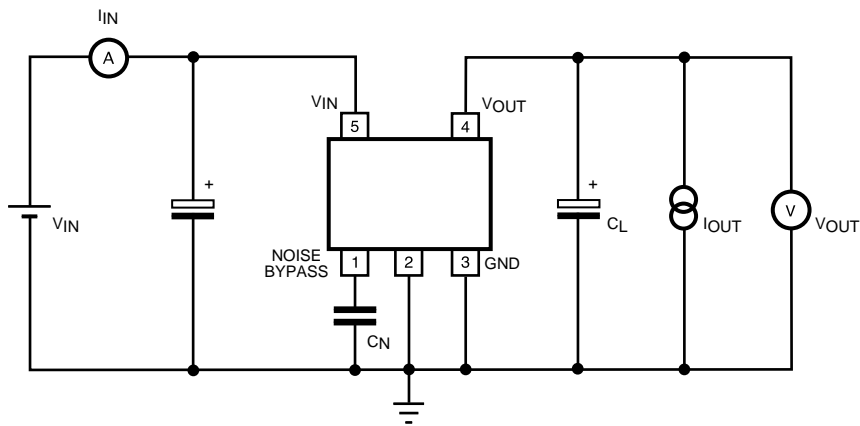 IIN
A
VIN
5
4
VOUT
+
+
VIN
CL
IOUT
V
VOUT
NOISE
BYPASS
1
2
3
GND
CN